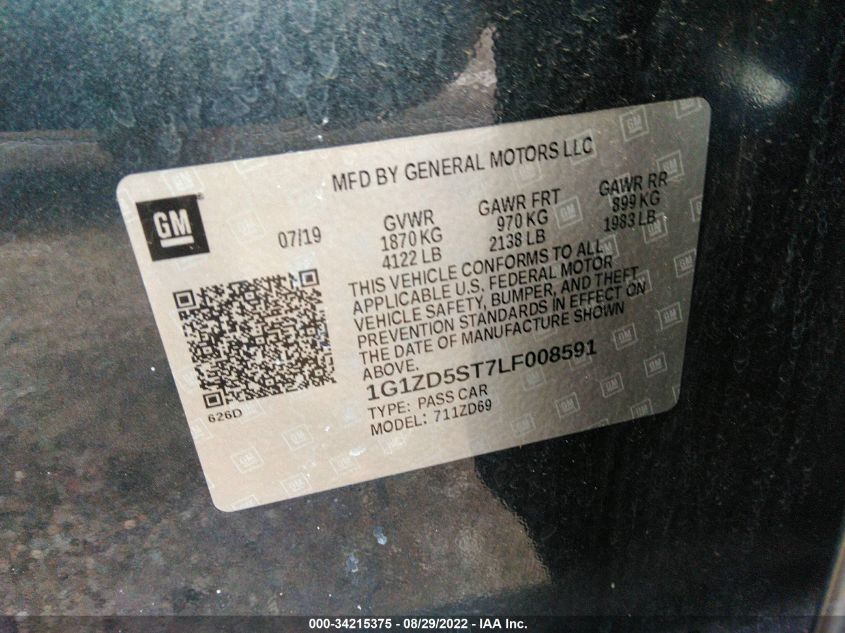 MFD BY GENERAL MOTORS LLC
GM
07/19
GVWR
1870 KG
4122 LB
GAWR FRT
970 KG
2138 LB
GAWR RR
899 KG
1983 LB
THIS VEHICLE CONFORMS TO ALL
APPLICABLE U.S. FEDERAL MOTOR
VEHICLE SAFETY, BUMPER, AND THEFT
PREVENTION STANDARDS IN EFFECT ON
THE DATE OF MANUFACTURE SHOWN
ABOVE.
1G1ZD5ST7LF008591
TYPE: PASS CAR
MODEL: 711ZD69
626D
000-34215375 - 08/29/2022 - IAA Inc.